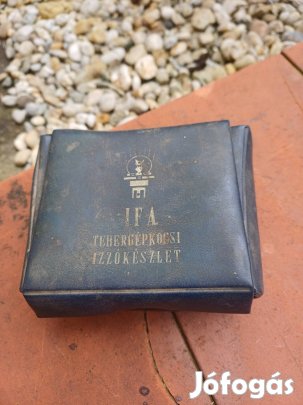 IFA
TEHERGÉPKOCSI
IZZÓKÉSZLET
Jófogás